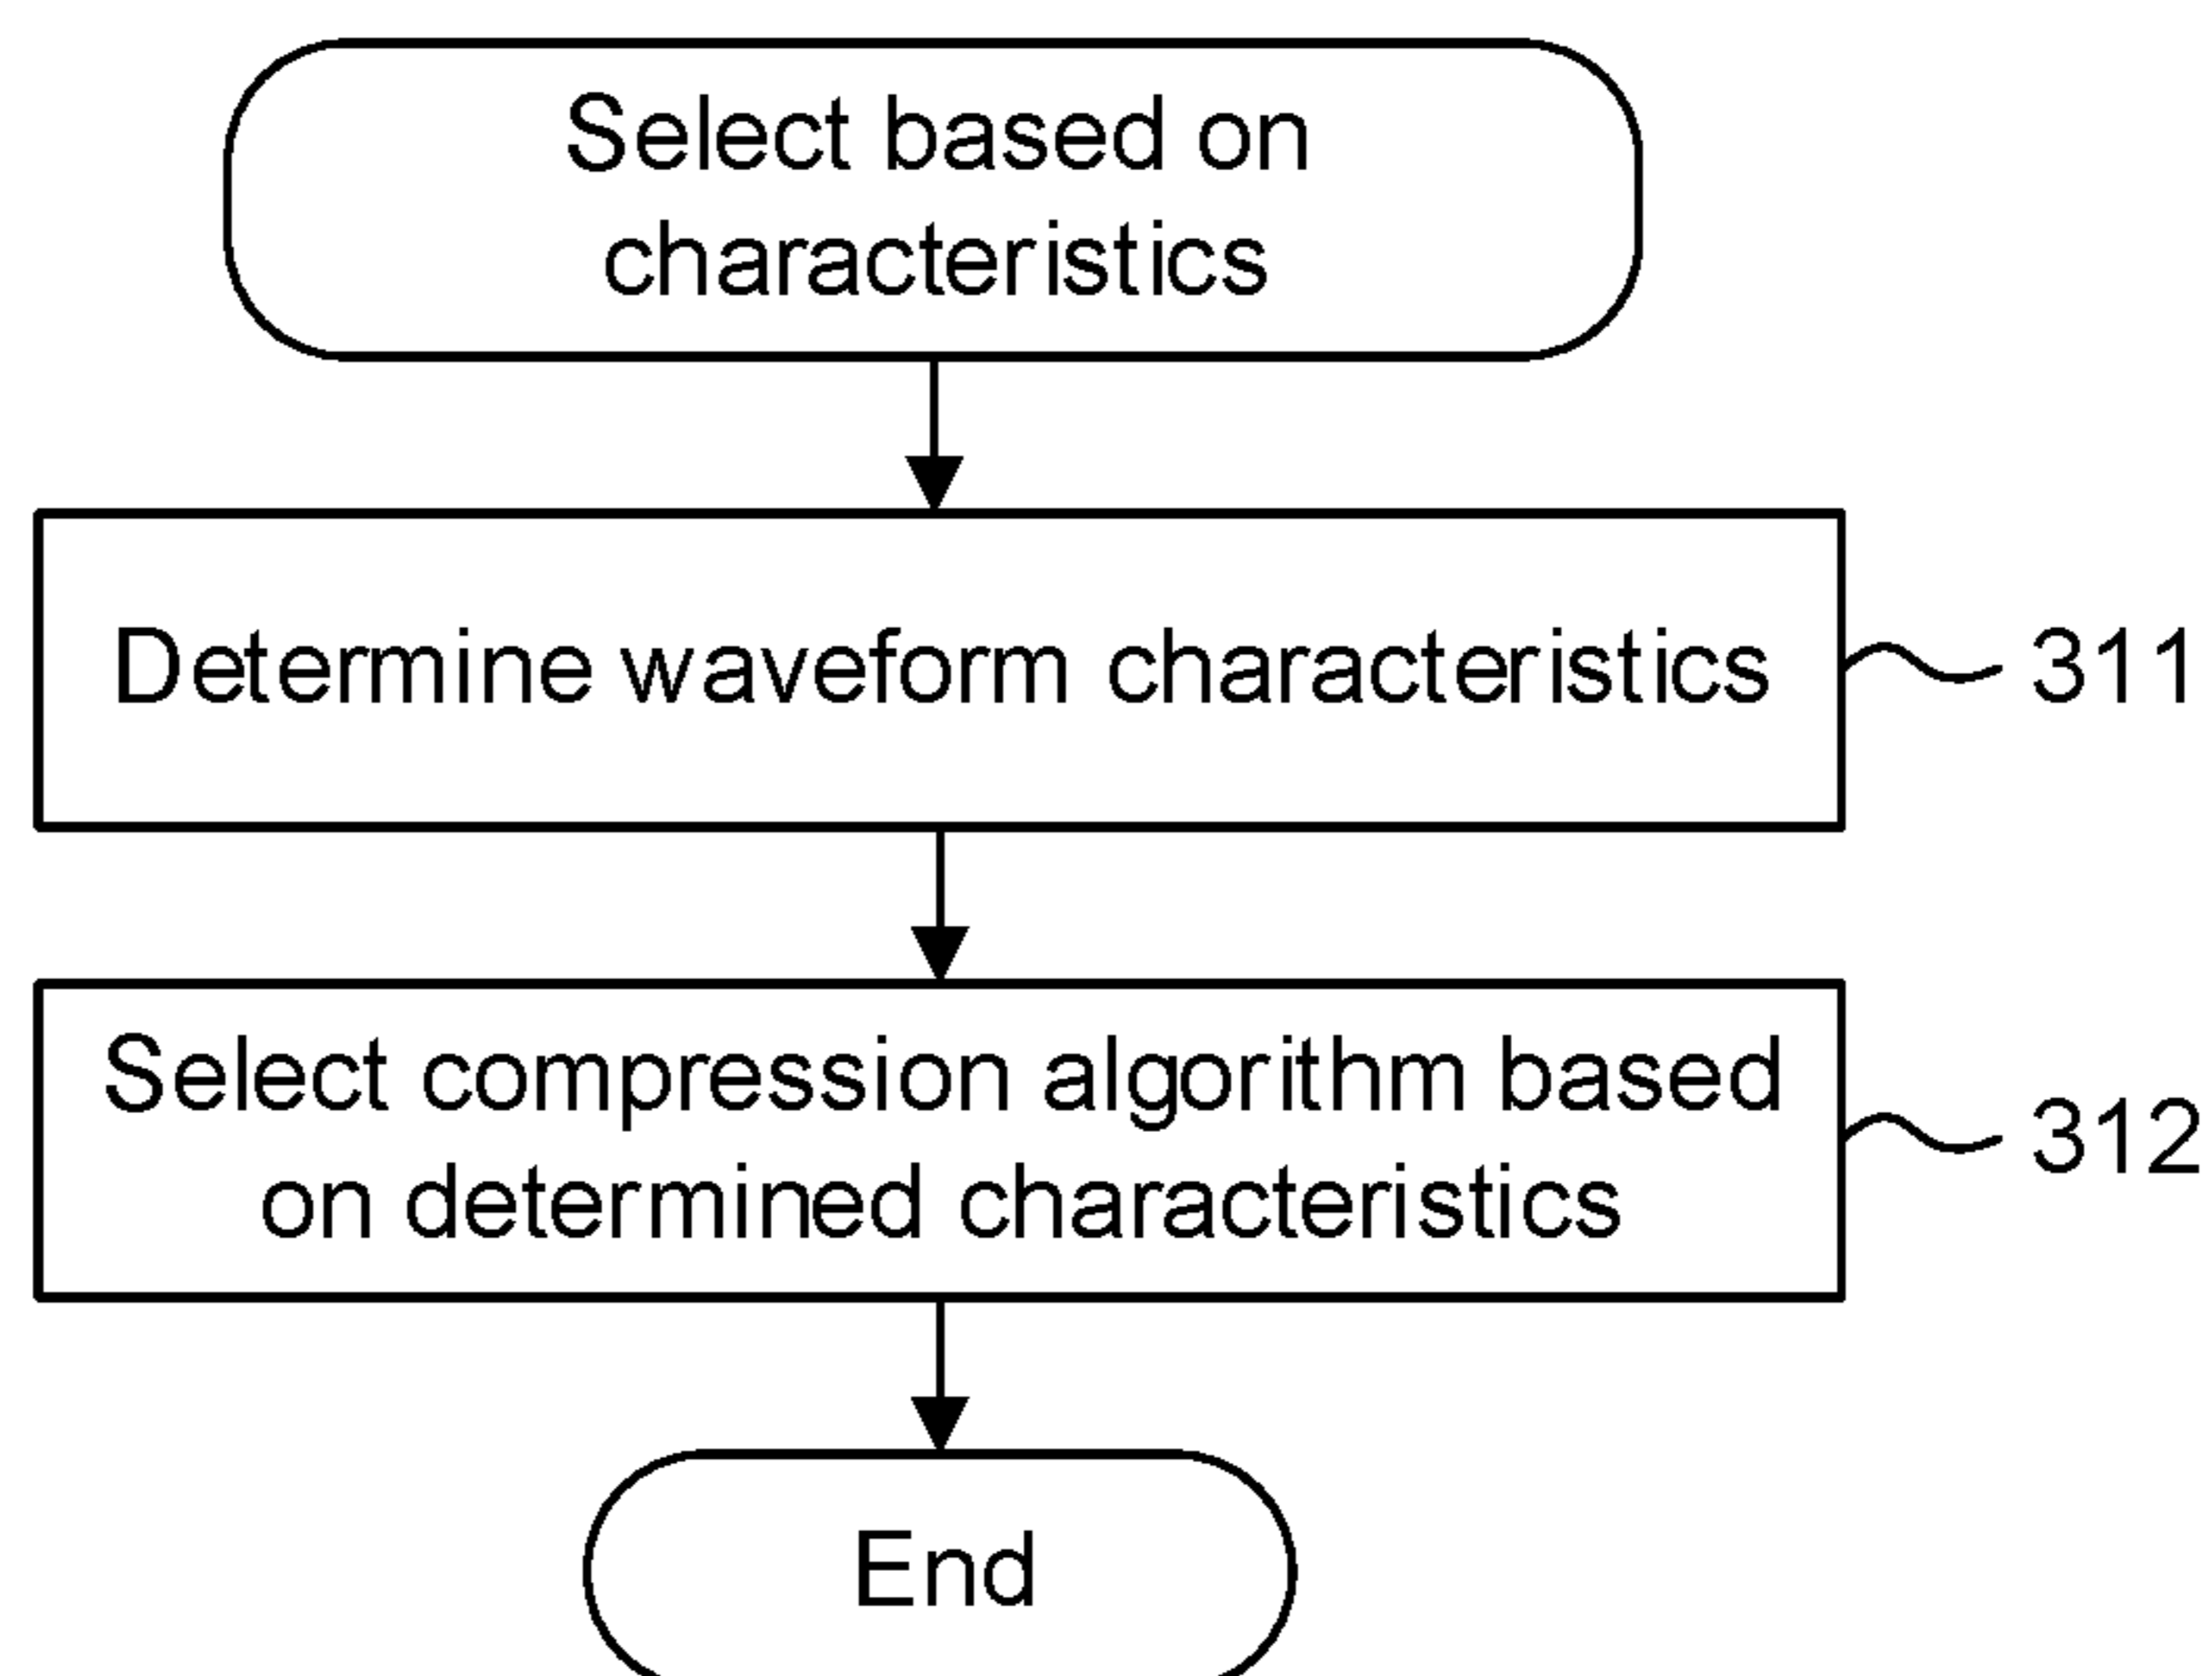 Select based on
characteristics
Determine waveform characteristics
311
Select compression algorithm based
on determined characteristics
312
End